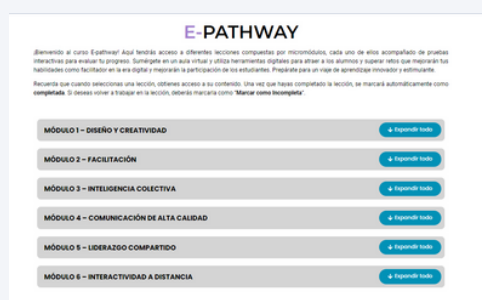 E-PATHWAY
¡Bienvenido al curso E-pathway! Aquí tendrás acceso a diferentes lecciones compuestas por micromódulos, cada uno de ellos acompañado de pruebas
interactivas para evaluar tu progreso. Sumérgete en un aula virtual y utiliza herramientas digitales para atraer a los alumnos y superar retos que mejorarán tus
habilidades como facilitador en la era digital y mejorarán la participación de los estudiantes. Prepárate para un viaje de aprendizaje innovador y estimulante.
Recuerda que cuando seleccionas una lección, obtienes acceso a su contenido. Una vez que hayas completado la lección, se marcará automáticamente como
completada. Si deseas volver a trabajar en la lección, deberás marcarla como "Marcar como Incompleta".
MÓDULO 1 – DISEÑO Y CREATIVIDAD Expandir todo
MÓDULO 2 – FACILITACIÓN Expandir todo
MÓDULO 3 – INTELIGENCIA COLECTIVA Expandir todo
MÓDULO 4 – COMUNICACIÓN DE ALTA CALIDAD Expandir todo
MÓDULO 5 – LIDERAZGO COMPARTIDO Expandir todo
MÓDULO 6 – INTERACTIVIDAD A DISTANCIA Expandir todo